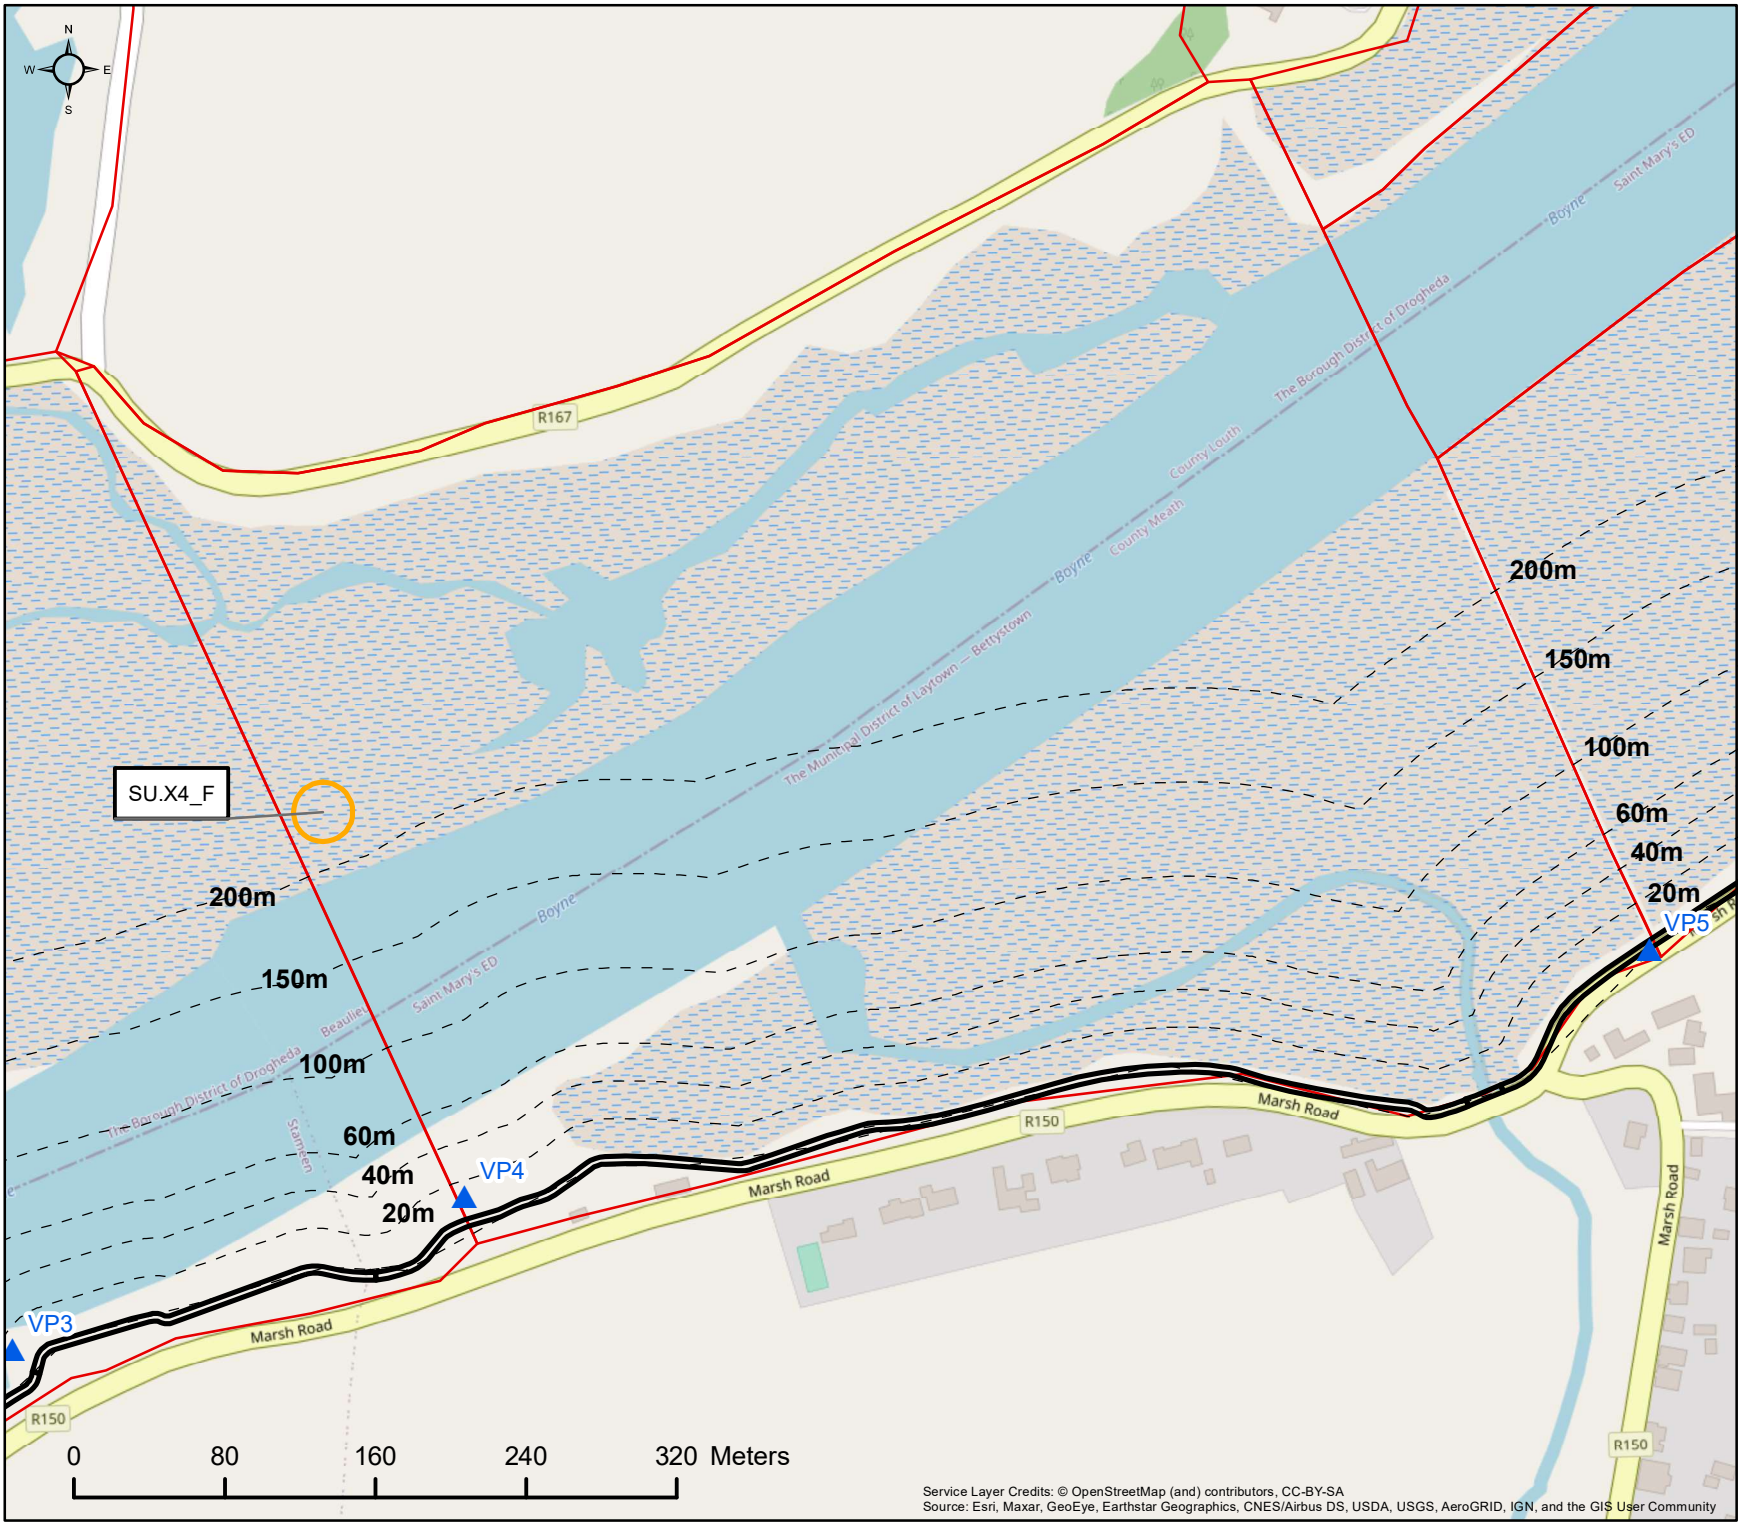 N
W E
S
Saint Mary's ED
Boyne
The Borough District of Drogheda
R167
County Louth
County Meath
Boyne
200m
The Municipal District of Laytown — Bettystown
150m
100m
SU.X4_F
60m
40m
200m
20m
Boyne
VP5
150m
Saint Mary's ED
Beaulieu
100m
The Borough District of Drogheda
60m
Stameen
40m
VP4
20m
R150
Marsh Road
Marsh Road
Marsh Road
VP3
Marsh Road
R150
R150
0 80 160 240 320 Meters
Service Layer Credits: © OpenStreetMap (and) contributors, CC-BY-SA
Source: Esri, Maxar, GeoEye, Earthstar Geographics, CNES/Airbus DS, USDA, USGS, AeroGRID, IGN, and the GIS User Community